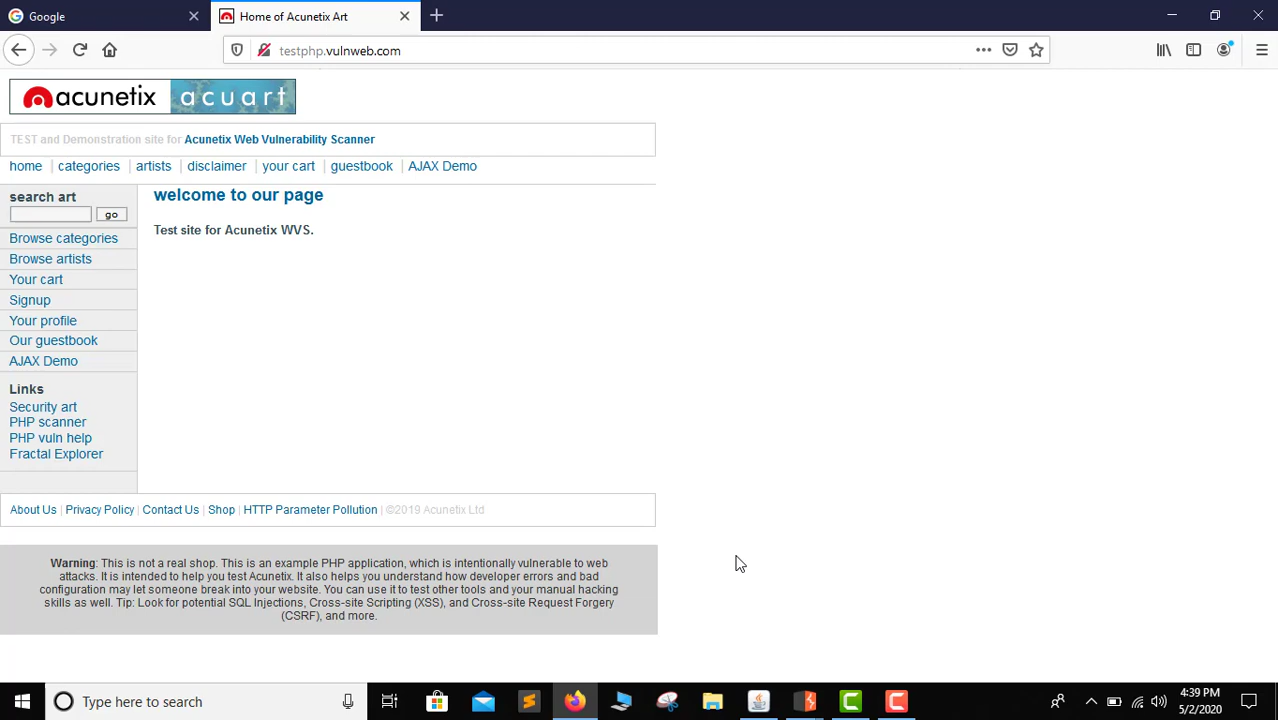 Google
Home of Acunetix Art
testphp.vulnweb.com
acunetix acuart
TEST and Demonstration site for Acunetix Web Vulnerability Scanner
home | categories | artists | disclaimer | your cart | guestbook | AJAX Demo
search art
go
Browse categories
Browse artists
Your cart
Signup
Your profile
Our guestbook
AJAX Demo
Links
Security art
PHP scanner
PHP vuln help
Fractal Explorer
welcome to our page
Test site for Acunetix WVS.
About Us | Privacy Policy | Contact Us | Shop | HTTP Parameter Pollution | ©2019 Acunetix Ltd
Warning: This is not a real shop. This is an example PHP application, which is intentionally vulnerable to web
attacks. It is intended to help you test Acunetix. It also helps you understand how developer errors and bad
configuration may let someone break into your website. You can use it to test other tools and your manual hacking
skills as well. Tip: Look for potential SQL Injections, Cross-site Scripting (XSS), and Cross-site Request Forgery
(CSRF), and more.
Type here to search
4:39 PM
5/2/2020